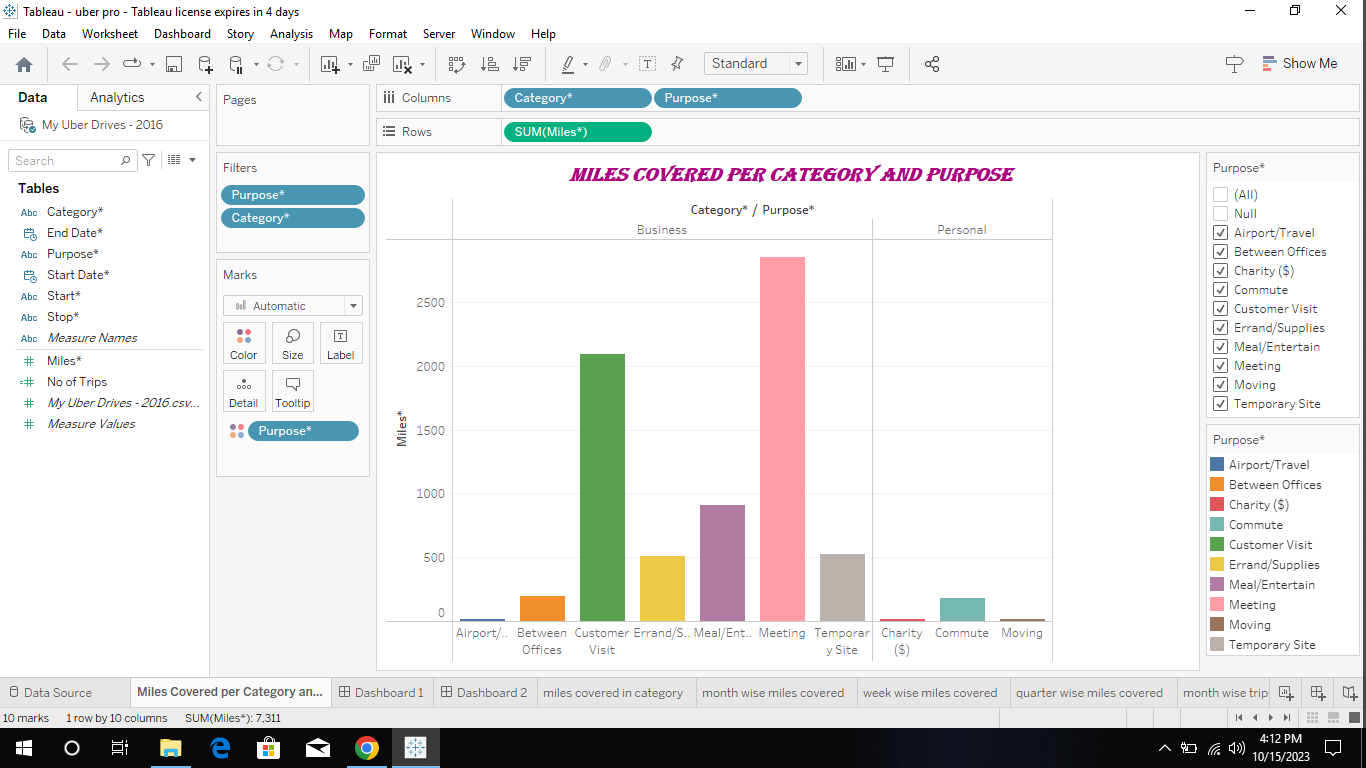 Tableau - uber pro - Tableau license expires in 4 days
File Data Worksheet Dashboard Story Analysis Map Format Server Window Help
Standard
Show Me
Data Analytics
My Uber Drives - 2016
Search
Tables
Abc Category*
End Date*
Abc Purpose*
Start Date*
Abc Start*
Abc Stop*
Abc Measure Names
# Miles*
=# No of Trips
# My Uber Drives - 2016.csv...
# Measure Values
Pages
Filters
Purpose*
Category*
Marks
Automatic
Color Size Label
Detail Tooltip
Purpose*
Columns Category* Purpose*
Rows SUM(Miles*)
MILES COVERED PER CATEGORY AND PURPOSE
Category* / Purpose*
Business Personal
Miles*
2500
2000
1500
1000
500
0
Airport/.. Between Offices Customer Visit Errand/S.. Meal/Ent.. Meeting Temporary Site Charity ($) Commute Moving
Purpose*
(All)
Null
Airport/Travel
Between Offices
Charity ($)
Commute
Customer Visit
Errand/Supplies
Meal/Entertain
Meeting
Moving
Temporary Site
Purpose*
Airport/Travel
Between Offices
Charity ($)
Commute
Customer Visit
Errand/Supplies
Meal/Entertain
Meeting
Moving
Temporary Site
Data Source Miles Covered per Category an... Dashboard 1 Dashboard 2 miles covered in category month wise miles covered week wise miles covered quarter wise miles covered month wise trip
10 marks 1 row by 10 columns SUM(Miles*): 7,311
4:12 PM
10/15/2023